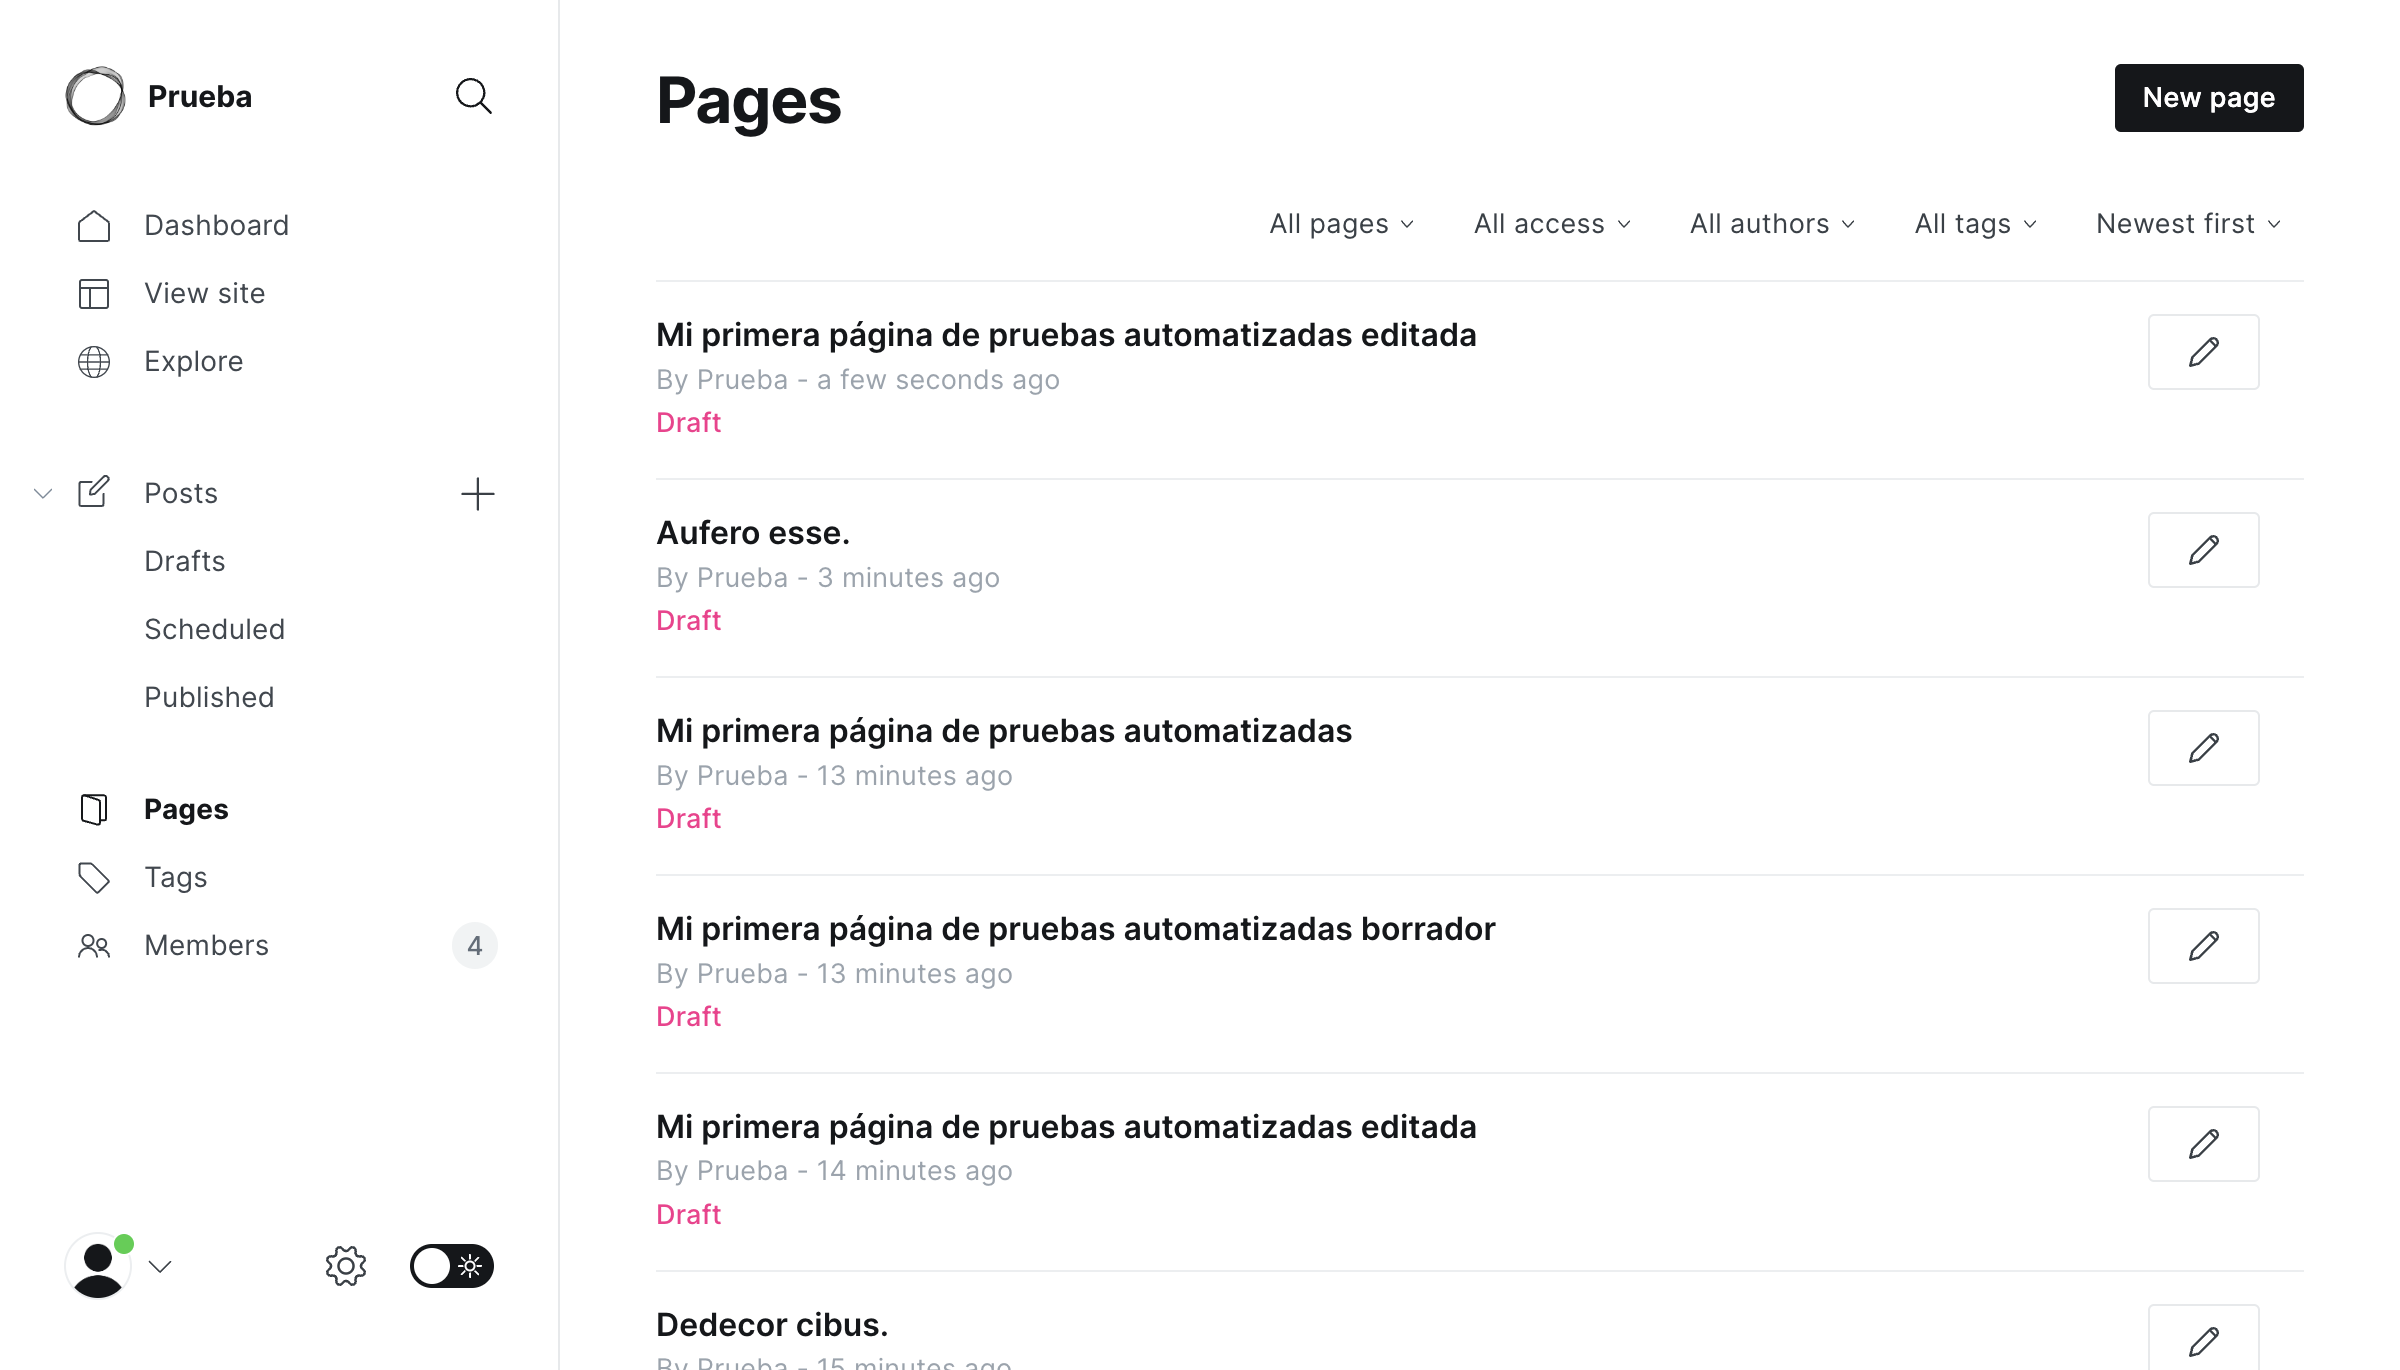 Prueba
Dashboard
View site
Explore
Posts
Drafts
Scheduled
Published
Pages
Tags
Members
4
Pages
New page
All pages
All access
All authors
All tags
Newest first
Mi primera página de pruebas automatizadas editada
By Prueba - a few seconds ago
Draft
Aufero esse.
By Prueba - 3 minutes ago
Draft
Mi primera página de pruebas automatizadas
By Prueba - 13 minutes ago
Draft
Mi primera página de pruebas automatizadas borrador
By Prueba - 13 minutes ago
Draft
Mi primera página de pruebas automatizadas editada
By Prueba - 14 minutes ago
Draft
Dedecor cibus.
By Prueba - 15 minutes ago